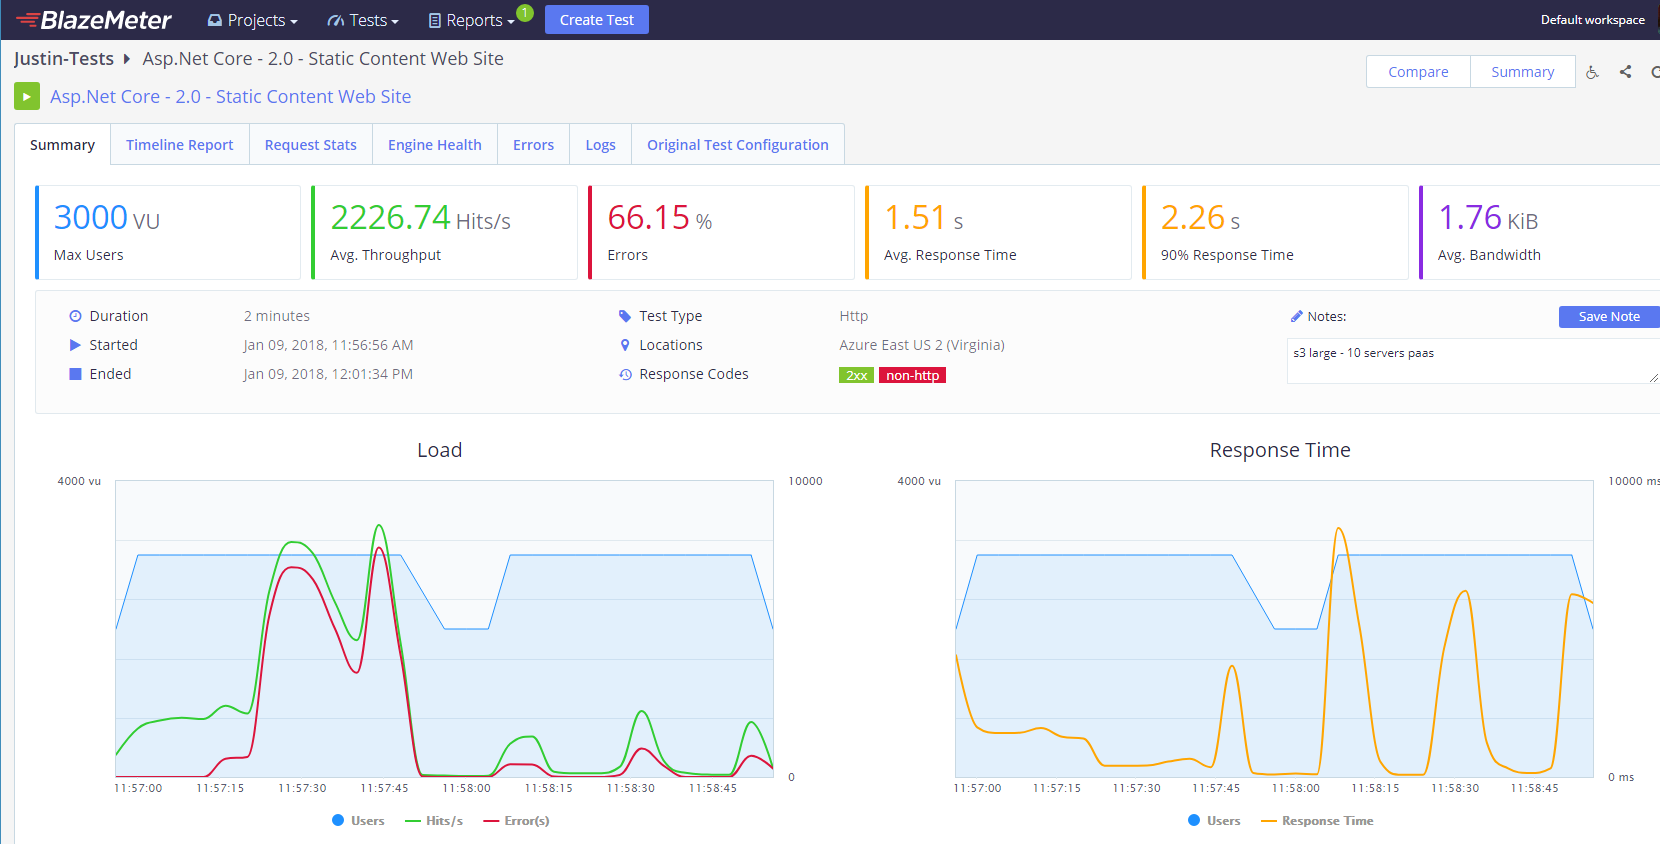 BlazeMeter Projects Tests Reports 1 Create Test Default workspace
Justin-Tests Asp.Net Core - 2.0 - Static Content Web Site
Compare Summary
Asp.Net Core - 2.0 - Static Content Web Site
Summary Timeline Report Request Stats Engine Health Errors Logs Original Test Configuration
3000 VU 2226.74 Hits/s 66.15 % 1.51 s 2.26 s 1.76 KiB
Max Users Avg. Throughput Errors Avg. Response Time 90% Response Time Avg. Bandwidth
Duration 2 minutes Test Type Http Notes: Save Note
Started Jan 09, 2018, 11:56:56 AM Locations Azure East US 2 (Virginia) s3 large - 10 servers paas
Ended Jan 09, 2018, 12:01:34 PM Response Codes 2xx non-http
Load Response Time
4000 vu 10000 4000 vu 10000 ms
0 0 ms
11:57:00 11:57:15 11:57:30 11:57:45 11:58:00 11:58:15 11:58:30 11:58:45 11:57:00 11:57:15 11:57:30 11:57:45 11:58:00 11:58:15 11:58:30 11:58:45
Users Hits/s Error(s) Users Response Time